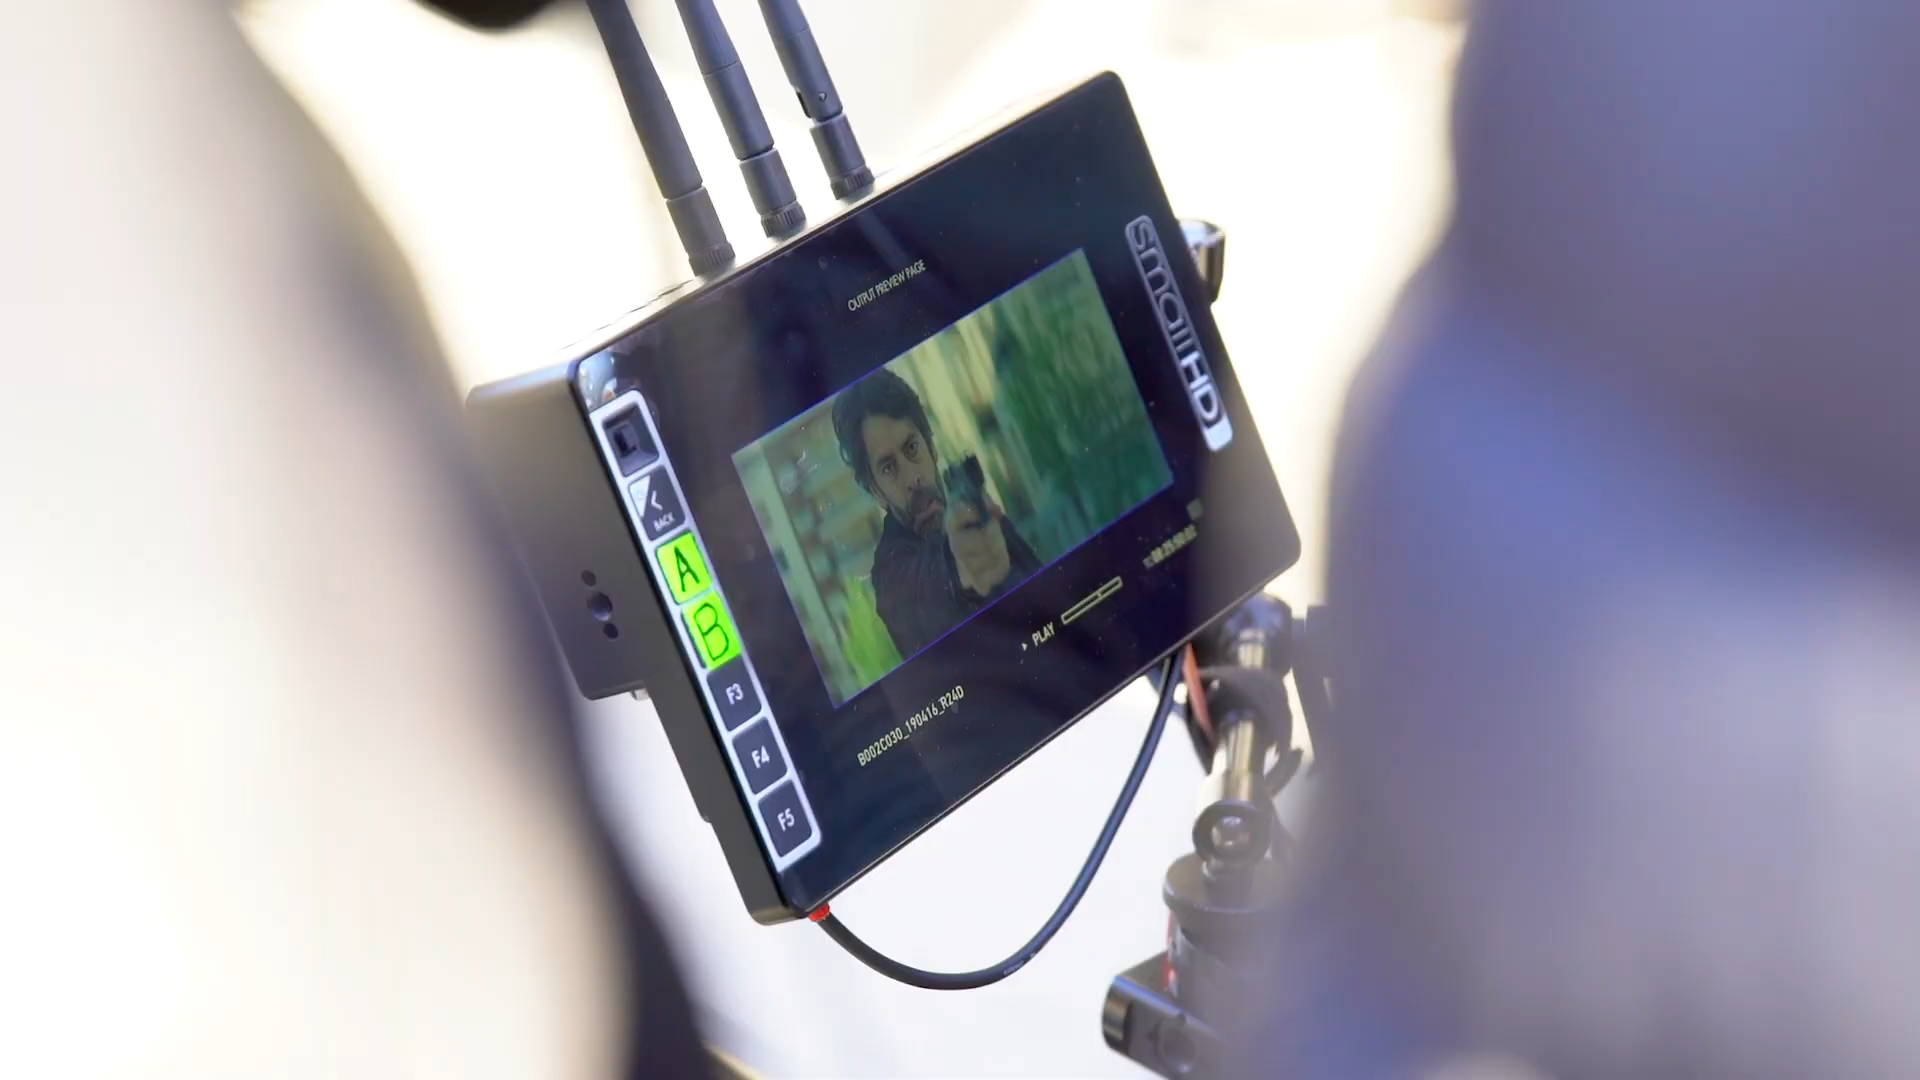 OUTPUT PREVIEW PAGE
smallHD
BACK
A
B
F3
F4
F5
PLAY
B002C030_190416_R24D